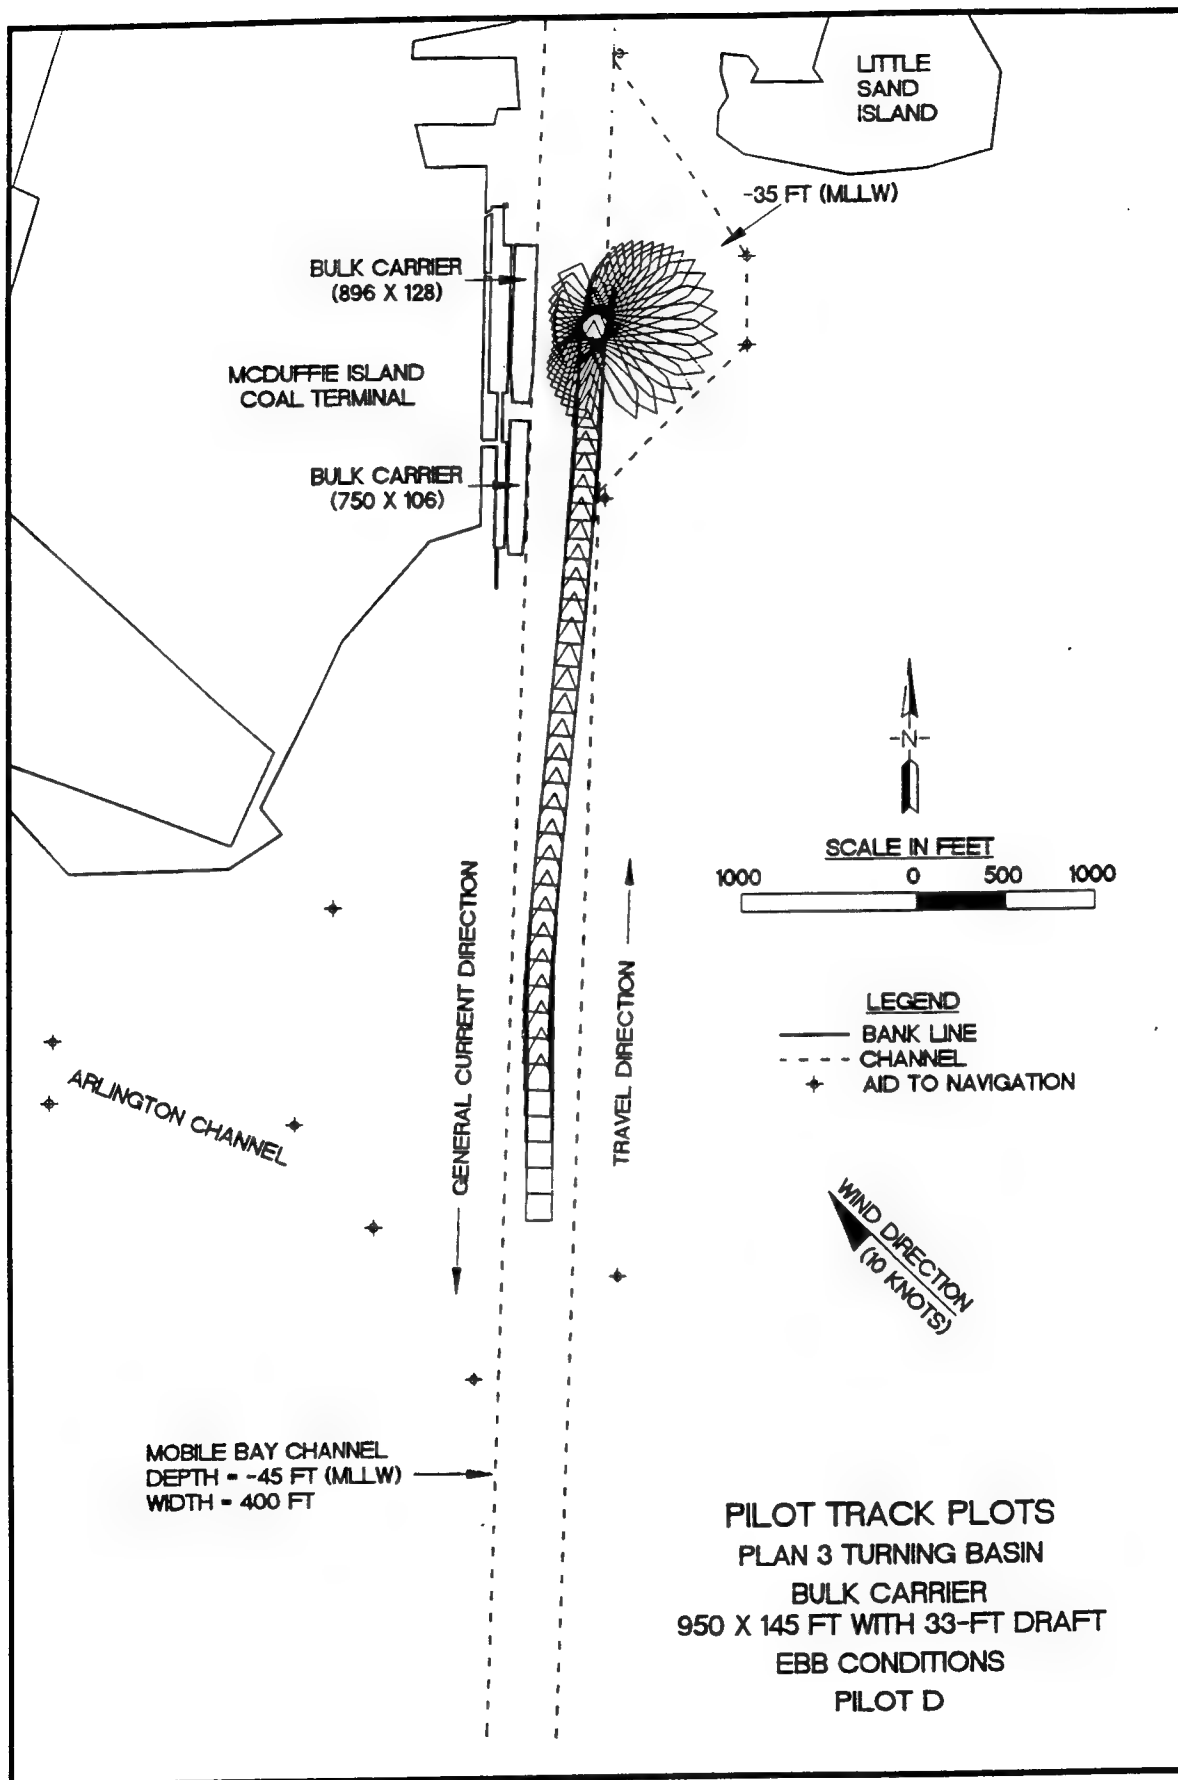 LITTLE
SAND
ISLAND
-35 FT (MLLW)
BULK CARRIER
(896 X 128)
MCDUFFIE ISLAND
COAL TERMINAL
BULK CARRIER
(750 X 106)
-N-
SCALE IN FEET
1000 0 500 1000
GENERAL CURRENT DIRECTION
TRAVEL DIRECTION
LEGEND
BANK LINE
CHANNEL
AID TO NAVIGATION
ARLINGTON CHANNEL
WIND DIRECTION
(10 KNOTS)
MOBILE BAY CHANNEL
DEPTH = -45 FT (MLLW)
WIDTH = 400 FT
PILOT TRACK PLOTS
PLAN 3 TURNING BASIN
BULK CARRIER
950 X 145 FT WITH 33-FT DRAFT
EBB CONDITIONS
PILOT D